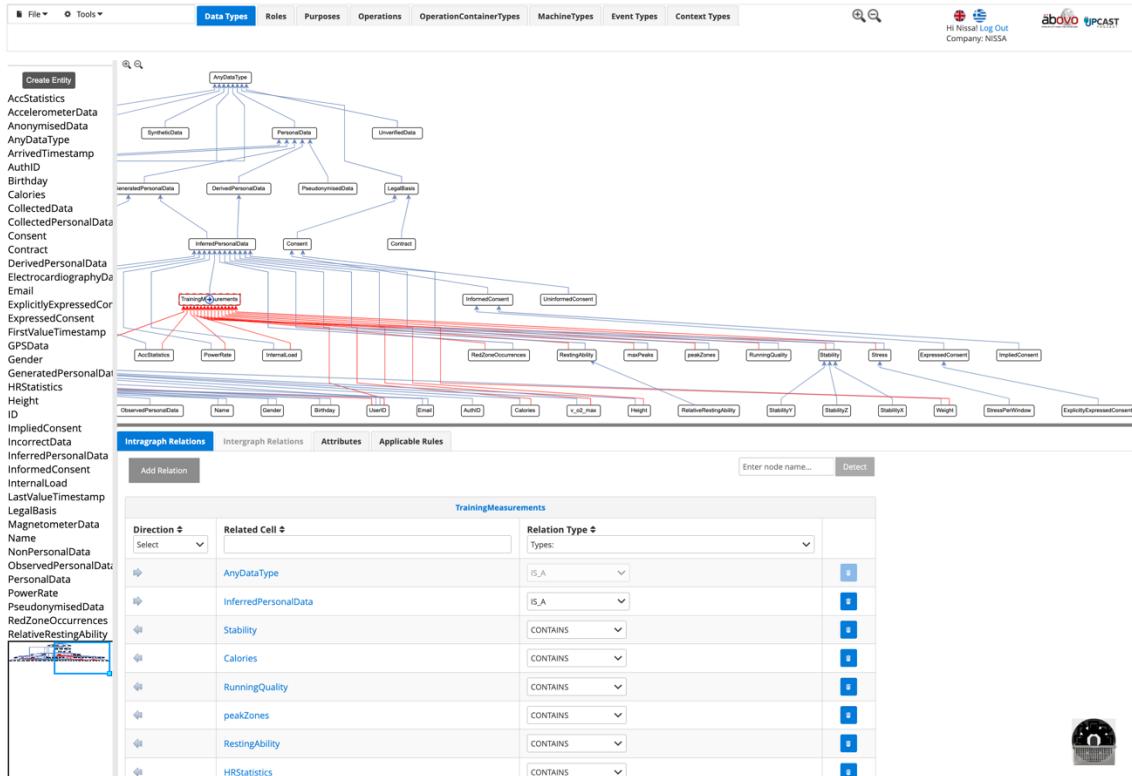 File Tools Data Types Roles Purposes Operations OperationContainerTypes MachineTypes Event Types Context Types
Hi Nissa! Log Out
Company: NISSA
ābovo UPCAST
Create Entity
AccStatistics
AccelerometerData
AnonymisedData
AnyDataType
ArrivedTimestamp
AuthID
Birthday
Calories
CollectedData
CollectedPersonalData
Consent
Contract
DerivedPersonalData
ElectrocardiographyDa
Email
ExplicitlyExpressedCor
ExpressedConsent
FirstValueTimestamp
GPSData
Gender
GeneratedPersonalDat
HRStatistics
Height
ID
ImpliedConsent
IncorrectData
InferredPersonalData
InformedConsent
InternalLoad
LastValueTimestamp
LegalBasis
MagnetometerData
Name
NonPersonalData
ObservedPersonalData
PersonalData
PowerRate
PseudonymisedData
RedZoneOccurrences
RelativeRestingAbility
AnyDataType
SyntheticData PersonalData UnverifiedData
GeneratedPersonalData DerivedPersonalData PseudonymisedData LegalBasis
InferredPersonalData Consent Contract
TrainingMeasurements InformedConsent UninformedConsent
AccStatistics PowerRate InternalLoad RedZoneOccurrences RestingAbility maxPeaks peakZones RunningQuality Stability Stress ExpressedConsent ImpliedConsent
ObservedPersonalData Name Gender Birthday UserID Email AuthID Calories v_o2_max Height RelativeRestingAbility StabilityY StabilityZ StabilityX Weight StressPerWindow ExplicitlyExpressedConsent
Intragraph Relations Intergraph Relations Attributes Applicable Rules
Add Relation Enter node name... Detect
TrainingMeasurements
Direction Related Cell Relation Type
Select Types:
AnyDataType IS_A
InferredPersonalData IS_A
Stability CONTAINS
Calories CONTAINS
RunningQuality CONTAINS
peakZones CONTAINS
RestingAbility CONTAINS
HRStatistics CONTAINS